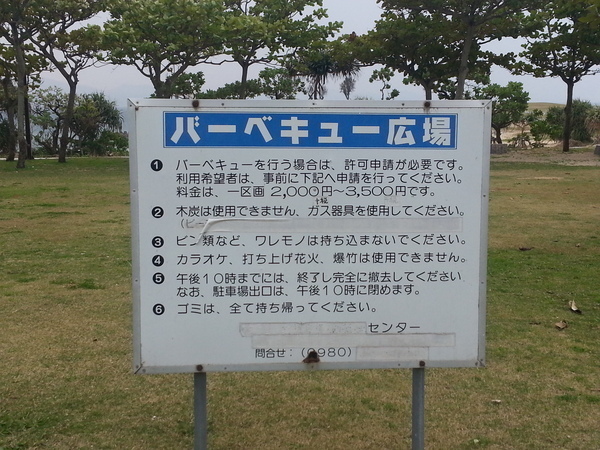 バーベキュー広場
❶ バーベキューを行う場合は、許可申請が必要です。
利用希望者は、事前に下記へ申請を行ってください。
料金は、一区画 2,000円〜3,500円です。
❷ 木炭は使用できません、ガス器具を使用してください。
(ビー
❸ ビン類など、ワレモノは持ち込まないでください。
❹ カラオケ、打ち上げ花火、爆竹は使用できません。
❺ 午後10時までには、終了し完全に撤去してください
なお、駐車場出口は、午後10時に閉めます。
❻ ゴミは、全て持ち帰ってください。
センター
問合せ：(0980)